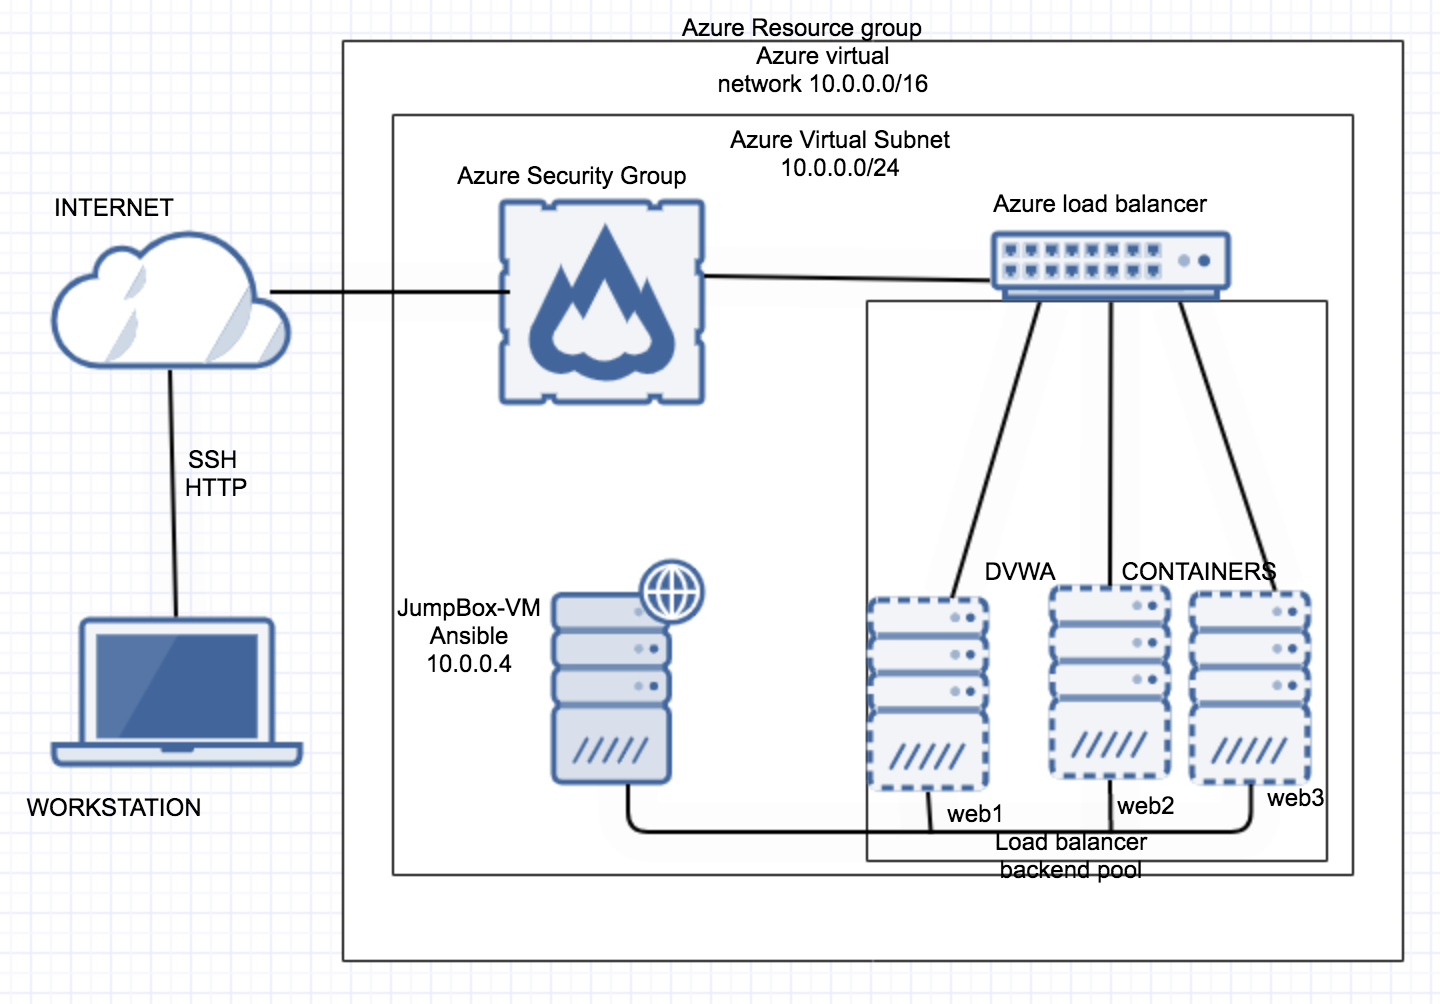 Azure Resource group
Azure virtual
network 10.0.0.0/16
Azure Virtual Subnet
10.0.0.0/24
Azure Security Group
Azure load balancer
INTERNET
SSH
HTTP
DVWA
CONTAINERS
JumpBox-VM
Ansible
10.0.0.4
WORKSTATION
web1
web2
web3
Load balancer
backend pool